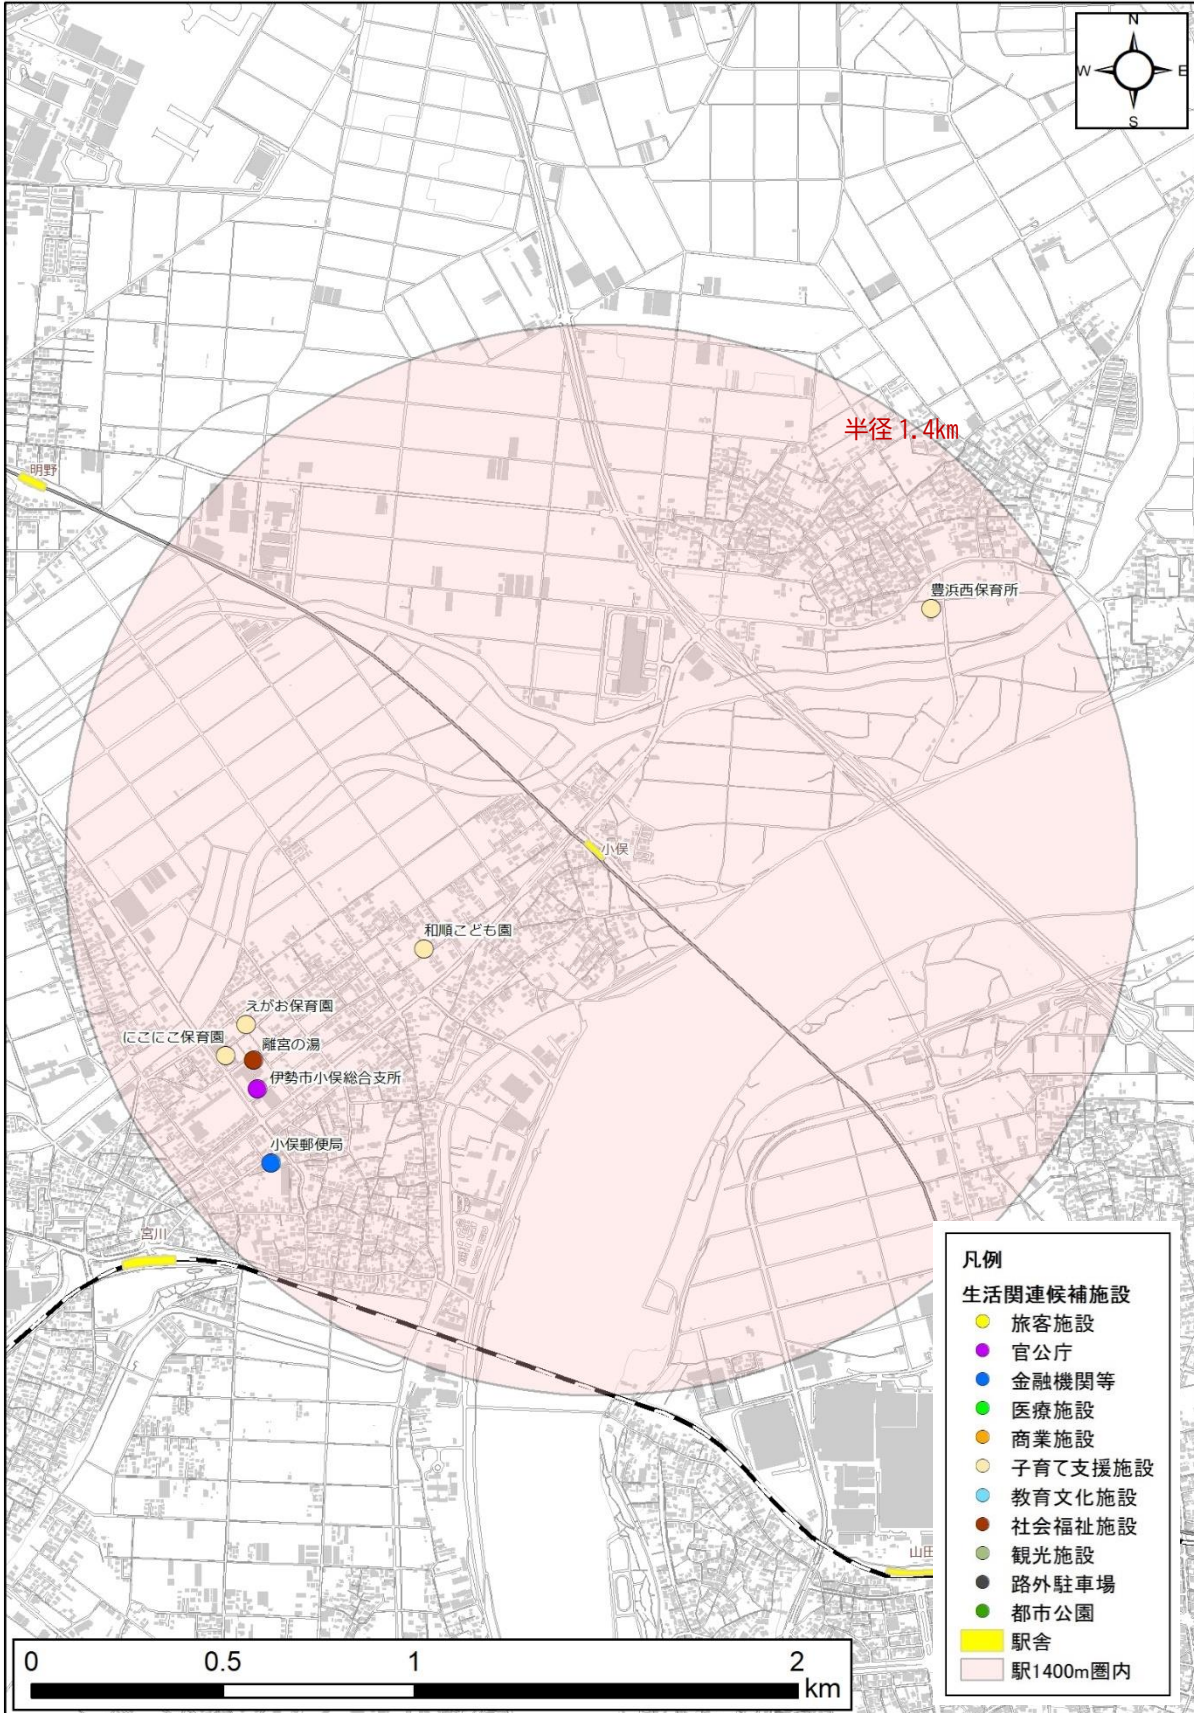 N
W
E
S
半径1.4km
明野
豊浜西保育所
小俣
和順こども園
えがお保育園
にこにこ保育園
離宮の湯
伊勢市小俣総合支所
小俣郵便局
宮川
山田
凡例
生活関連候補施設
旅客施設
官公庁
金融機関等
医療施設
商業施設
子育て支援施設
教育文化施設
社会福祉施設
観光施設
路外駐車場
都市公園
駅舎
駅1400m圏内
0 0.5 1 2
km